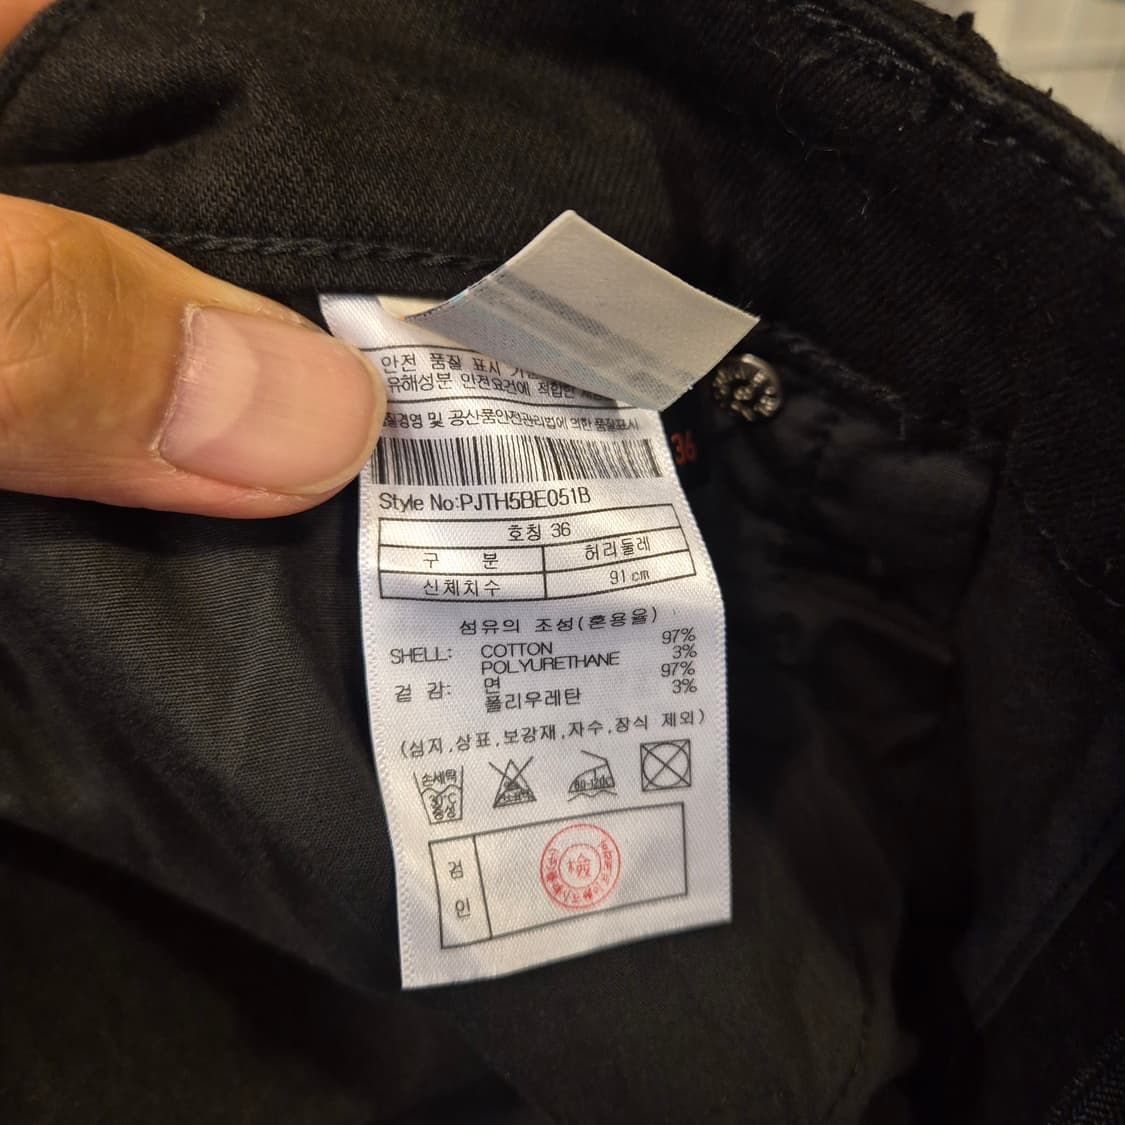 안전 품질 표시
유해성분 안전요건에 적합한
질경영 및 공산품안전관리법에 의한 품질표시
36
Style No:PJTH5BE051B
호칭 36
구 분 허리둘레
신체치수 91cm
섬유의 조성(혼용율)
SHELL: COTTON 97%
POLYURETHANE 3%
겉 감: 면 97%
폴리우레탄 3%
(심지,상표,보강재,자수,장식 제외)
손세탁
30℃
중성
80-120℃
검
인
檢